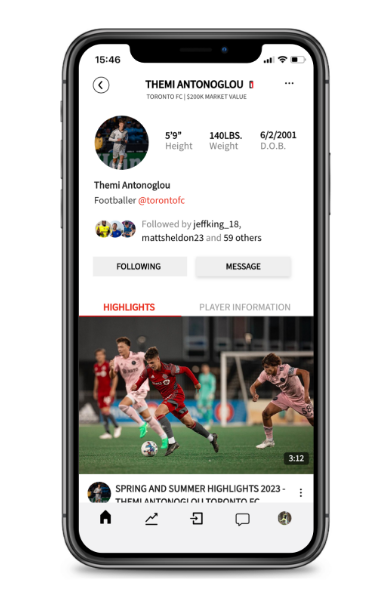 15:46
THEMI ANTONOGLOU
TORONTO FC | $200K MARKET VALUE
5'9" 140LBS. 6/2/2001
Height Weight D.O.B.
Themi Antonoglou
Footballer @torontofc
Followed by jeffking_18,
mattsheldon23 and 59 others
FOLLOWING MESSAGE
HIGHLIGHTS PLAYER INFORMATION
3:12
SPRING AND SUMMER HIGHLIGHTS 2023 -
THEMI ANTONOGLOU TORONTO FC